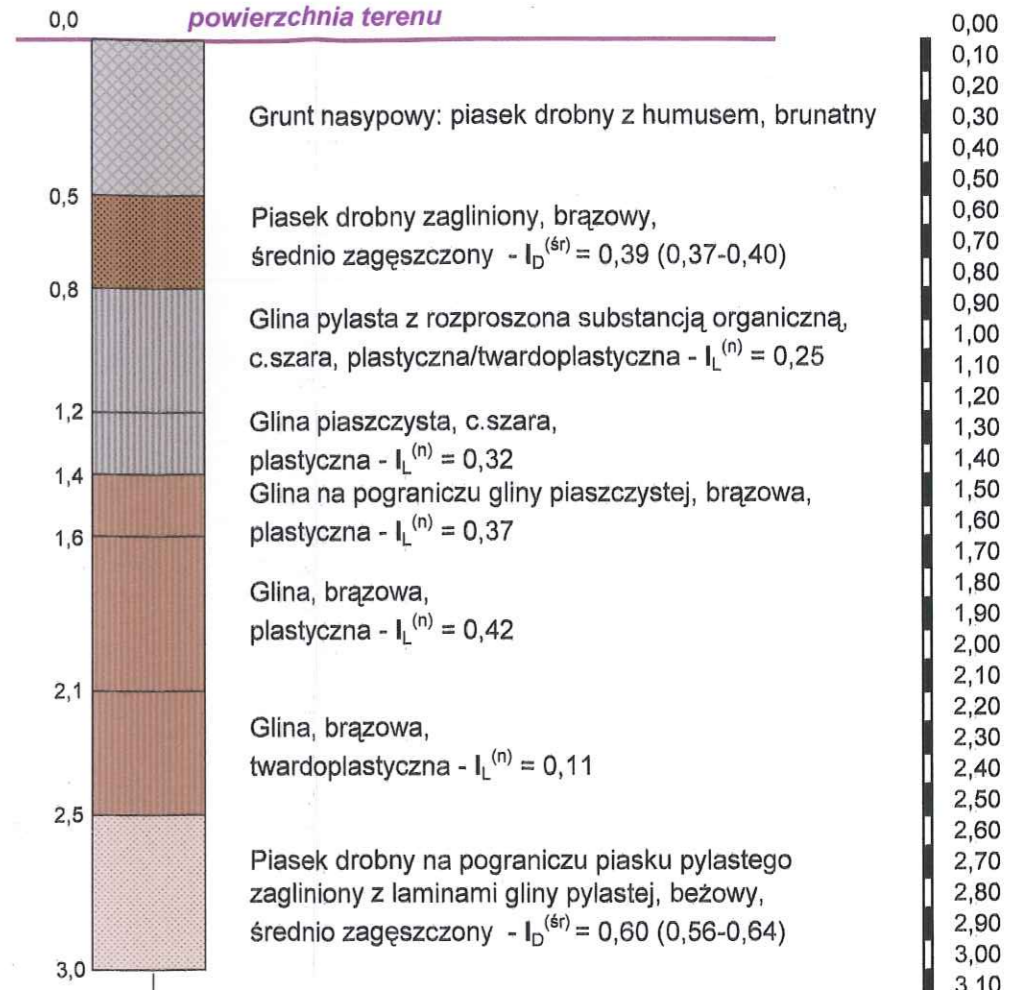 0,0
powierzchnia terenu
Grunt nasypowy: piasek drobny z humusem, brunatny
0,5
Piasek drobny zagliniony, brązowy,
średnio zagęszczony - I_D^(śr) = 0,39 (0,37-0,40)
0,8
Glina pylasta z rozproszona substancją organiczną,
c.szara, plastyczna/twardoplastyczna - I_L^(n) = 0,25
1,2
Glina piaszczysta, c.szara,
plastyczna - I_L^(n) = 0,32
1,4
Glina na pograniczu gliny piaszczystej, brązowa,
plastyczna - I_L^(n) = 0,37
1,6
Glina, brązowa,
plastyczna - I_L^(n) = 0,42
2,1
Glina, brązowa,
twardoplastyczna - I_L^(n) = 0,11
2,5
Piasek drobny na pograniczu piasku pylastego
zagliniony z laminami gliny pylastej, beżowy,
średnio zagęszczony - I_D^(śr) = 0,60 (0,56-0,64)
3,0
0,00
0,10
0,20
0,30
0,40
0,50
0,60
0,70
0,80
0,90
1,00
1,10
1,20
1,30
1,40
1,50
1,60
1,70
1,80
1,90
2,00
2,10
2,20
2,30
2,40
2,50
2,60
2,70
2,80
2,90
3,00
3,10